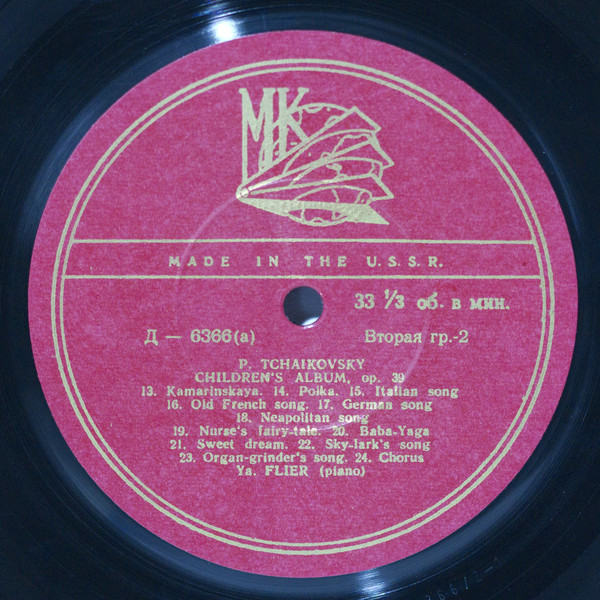 МК
MADE IN THE U.S.S.R.
33 ⅓ об. в мин.
Д — 6366(а)
Вторая гр.-2
P. TCHAIKOVSKY
CHILDREN'S ALBUM, op. 39
13. Kamarinskaya. 14. Polka. 15. Italian song
16. Old French song. 17. German song
18. Neapolitan song
19. Nurse's fairy-tale. 20. Baba-Yaga
21. Sweet dream. 22. Sky-lark's song
23. Organ-grinder's song. 24. Chorus
Ya. FLIER (piano)